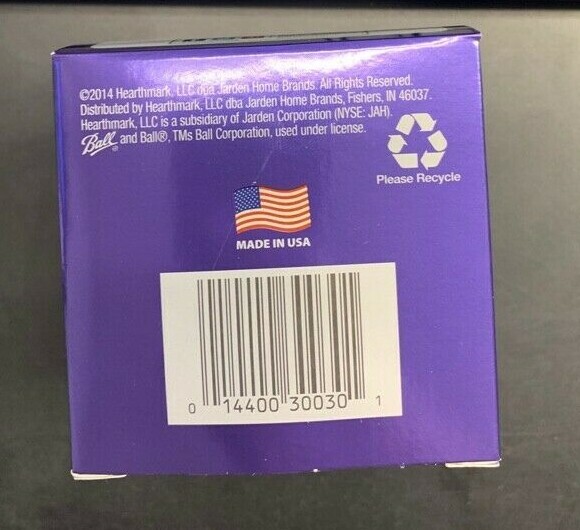 ©2014 Hearthmark, LLC dba Jarden Home Brands. All Rights Reserved.
Distributed by Hearthmark, LLC dba Jarden Home Brands, Fishers, IN 46037.
Hearthmark, LLC is a subsidiary of Jarden Corporation (NYSE: JAH).
Ball® and Ball®, TMs Ball Corporation, used under license.
Please Recycle
MADE IN USA
0 14400 30030 1